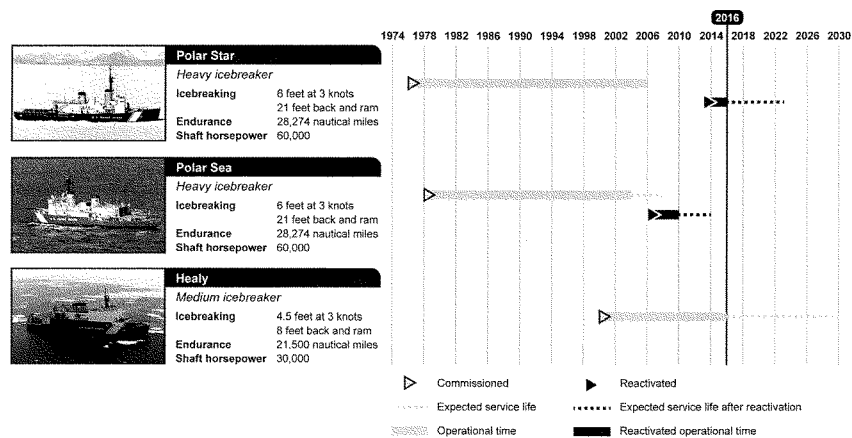 2016
1974 1978 1982 1986 1990 1994 1998 2002 2006 2010 2014 2018 2022 2026 2030
Polar Star
Heavy icebreaker
Icebreaking 6 feet at 3 knots
21 feet back and ram
Endurance 28,274 nautical miles
Shaft horsepower 60,000
Polar Sea
Heavy icebreaker
Icebreaking 6 feet at 3 knots
21 feet back and ram
Endurance 28,274 nautical miles
Shaft horsepower 60,000
Healy
Medium icebreaker
Icebreaking 4.5 feet at 3 knots
8 feet back and ram
Endurance 21,500 nautical miles
Shaft horsepower 30,000
Commissioned Reactivated
Expected service life Expected service life after reactivation
Operational time Reactivated operational time